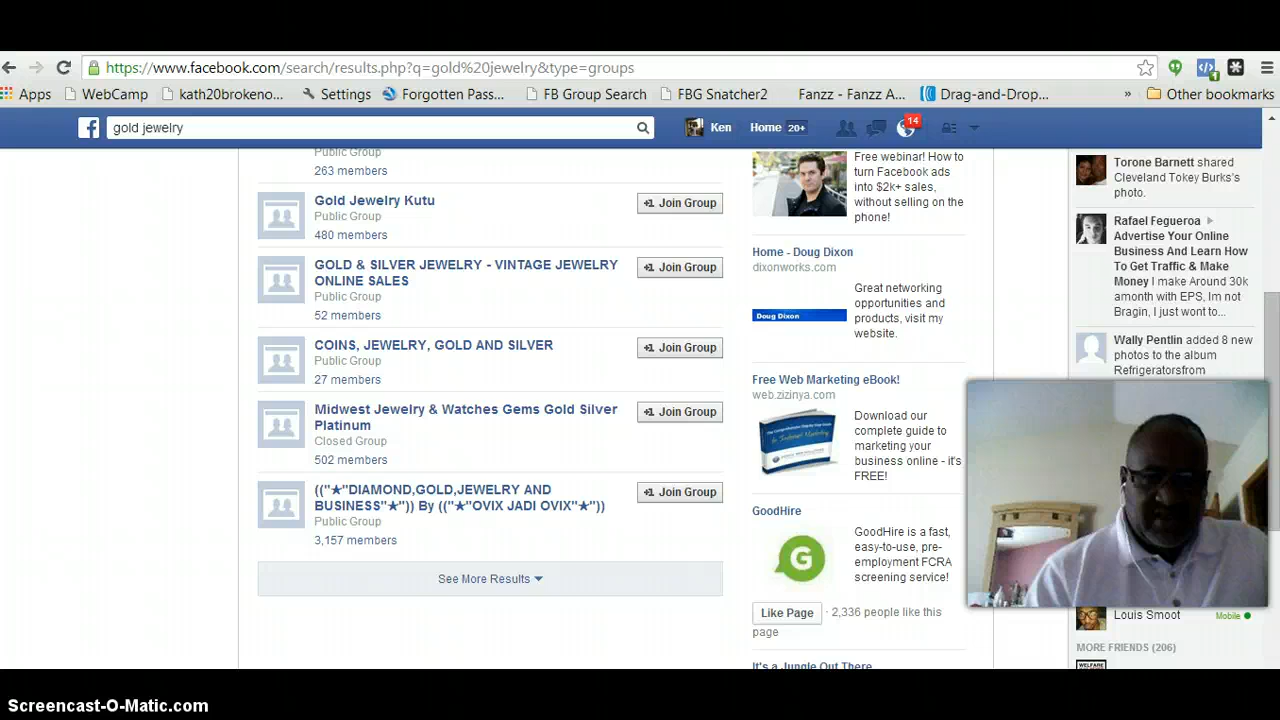 https://www.facebook.com/search/results.php?q=gold%20jewelry&type=groups
Apps WebCamp kath20brokeno... Settings Forgotten Pass... FB Group Search FBG Snatcher2 Fanzz - Fanzz A... Drag-and-Drop... » Other bookmarks
gold jewelry Ken Home 20+ 14
Public Group
263 members
Gold Jewelry Kutu
Public Group
480 members
+1 Join Group
GOLD & SILVER JEWELRY - VINTAGE JEWELRY
ONLINE SALES
Public Group
52 members
+1 Join Group
COINS, JEWELRY, GOLD AND SILVER
Public Group
27 members
+1 Join Group
Midwest Jewelry & Watches Gems Gold Silver
Platinum
Closed Group
502 members
+1 Join Group
(("★"DIAMOND,GOLD,JEWELRY AND
BUSINESS"★")) By (("★"OVIX JADI OVIX"★"))
Public Group
3,157 members
+1 Join Group
See More Results
Free webinar! How to
turn Facebook ads
into $2k+ sales,
without selling on the
phone!
Home - Doug Dixon
dixonworks.com
Doug Dixon
Great networking
opportunities and
products, visit my
website.
Free Web Marketing eBook!
web.zizinya.com
Download our
complete guide to
marketing your
business online - it's
FREE!
GoodHire
G
GoodHire is a fast,
easy-to-use, pre-
employment FCRA
screening service!
Like Page · 2,336 people like this
page
It's a Jungle Out There
Torone Barnett shared
Cleveland Tokey Burks's
photo.
Rafael Fegueroa
Advertise Your Online
Business And Learn How
To Get Traffic & Make
Money I make Around 30k
amonth with EPS, Im not
Bragin, I just wont to...
Wally Pentlin added 8 new
photos to the album
Refrigeratorsfrom
Louis Smoot Mobile
MORE FRIENDS (206)
WELFARE
Screencast-O-Matic.com